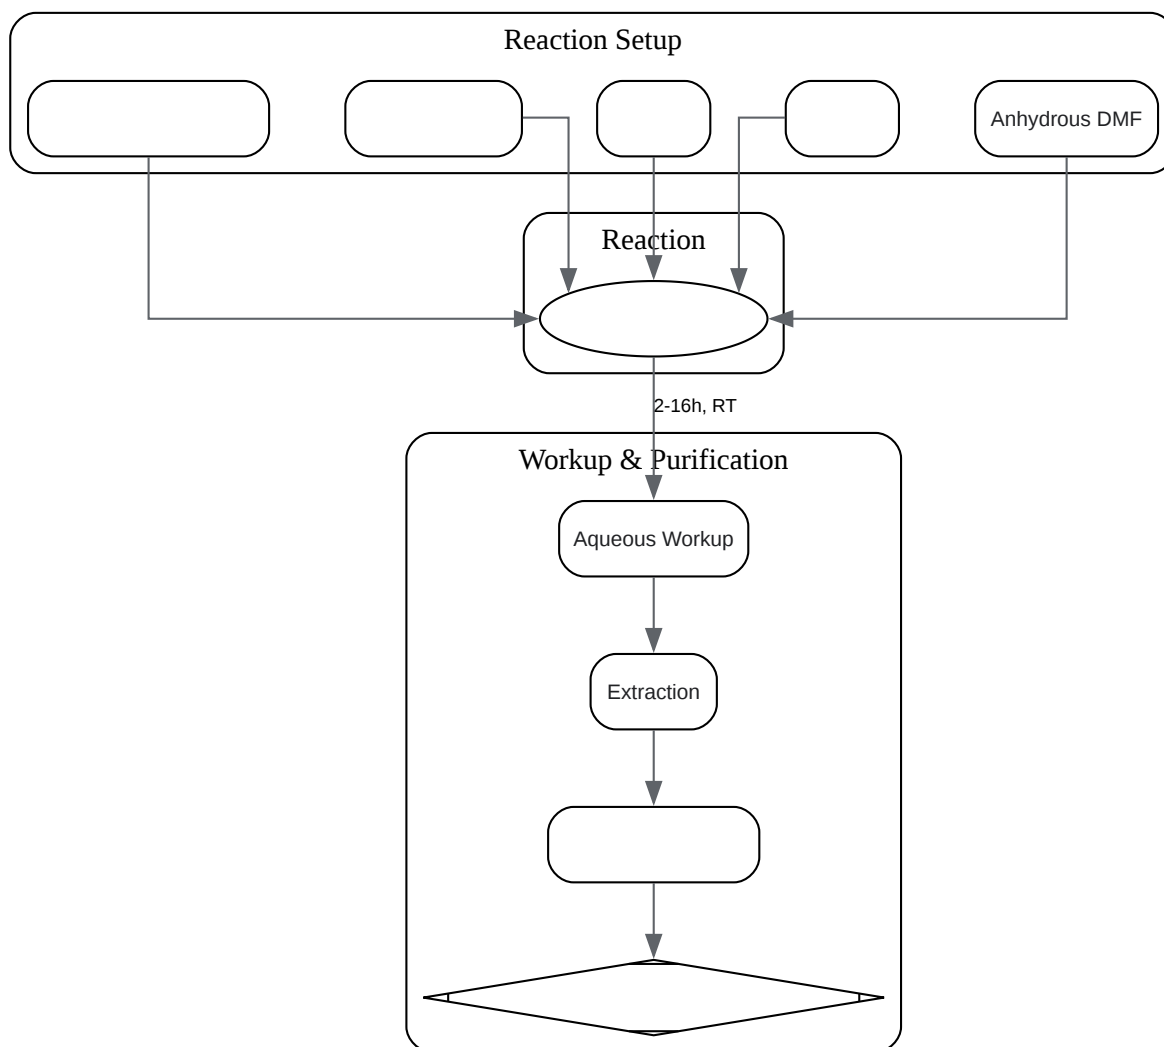 Reaction Setup
Anhydrous DMF
Reaction
2-16h, RT
Workup & Purification
Aqueous Workup
Extraction